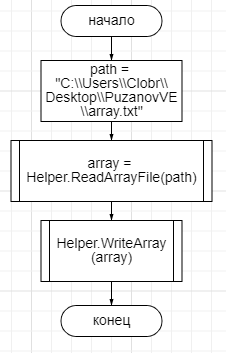 начало
path =
"C:\\Users\\Clobr\\
Desktop\\PuzanovVE
\\array.txt"
array =
Helper.ReadArrayFile(path)
Helper.WriteArray
(array)
конец